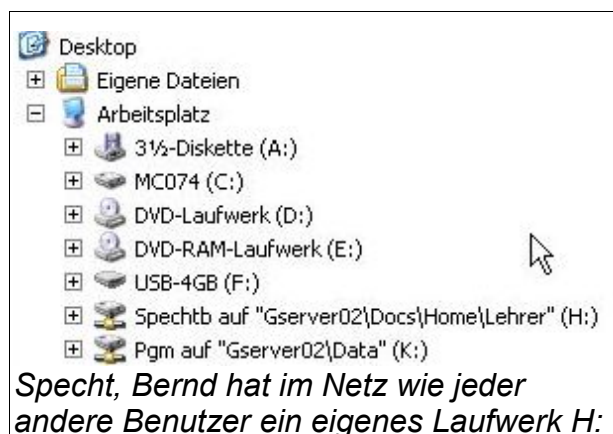 Desktop
Eigene Dateien
Arbeitsplatz
3½-Diskette (A:)
MC074 (C:)
DVD-Laufwerk (D:)
DVD-RAM-Laufwerk (E:)
USB-4GB (F:)
Spechtb auf "Gserver02\Docs\Home\Lehrer" (H:)
Pgm auf "Gserver02\Data" (K:)
Specht, Bernd hat im Netz wie jeder
andere Benutzer ein eigenes Laufwerk H: